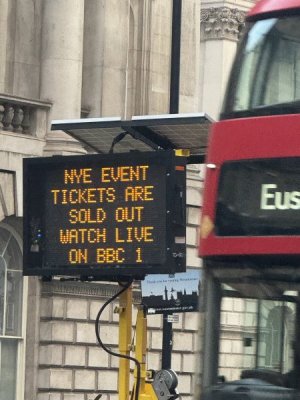 NYE EVENT
TICKETS ARE
SOLD OUT
WATCH LIVE
ON BBC 1
Eus